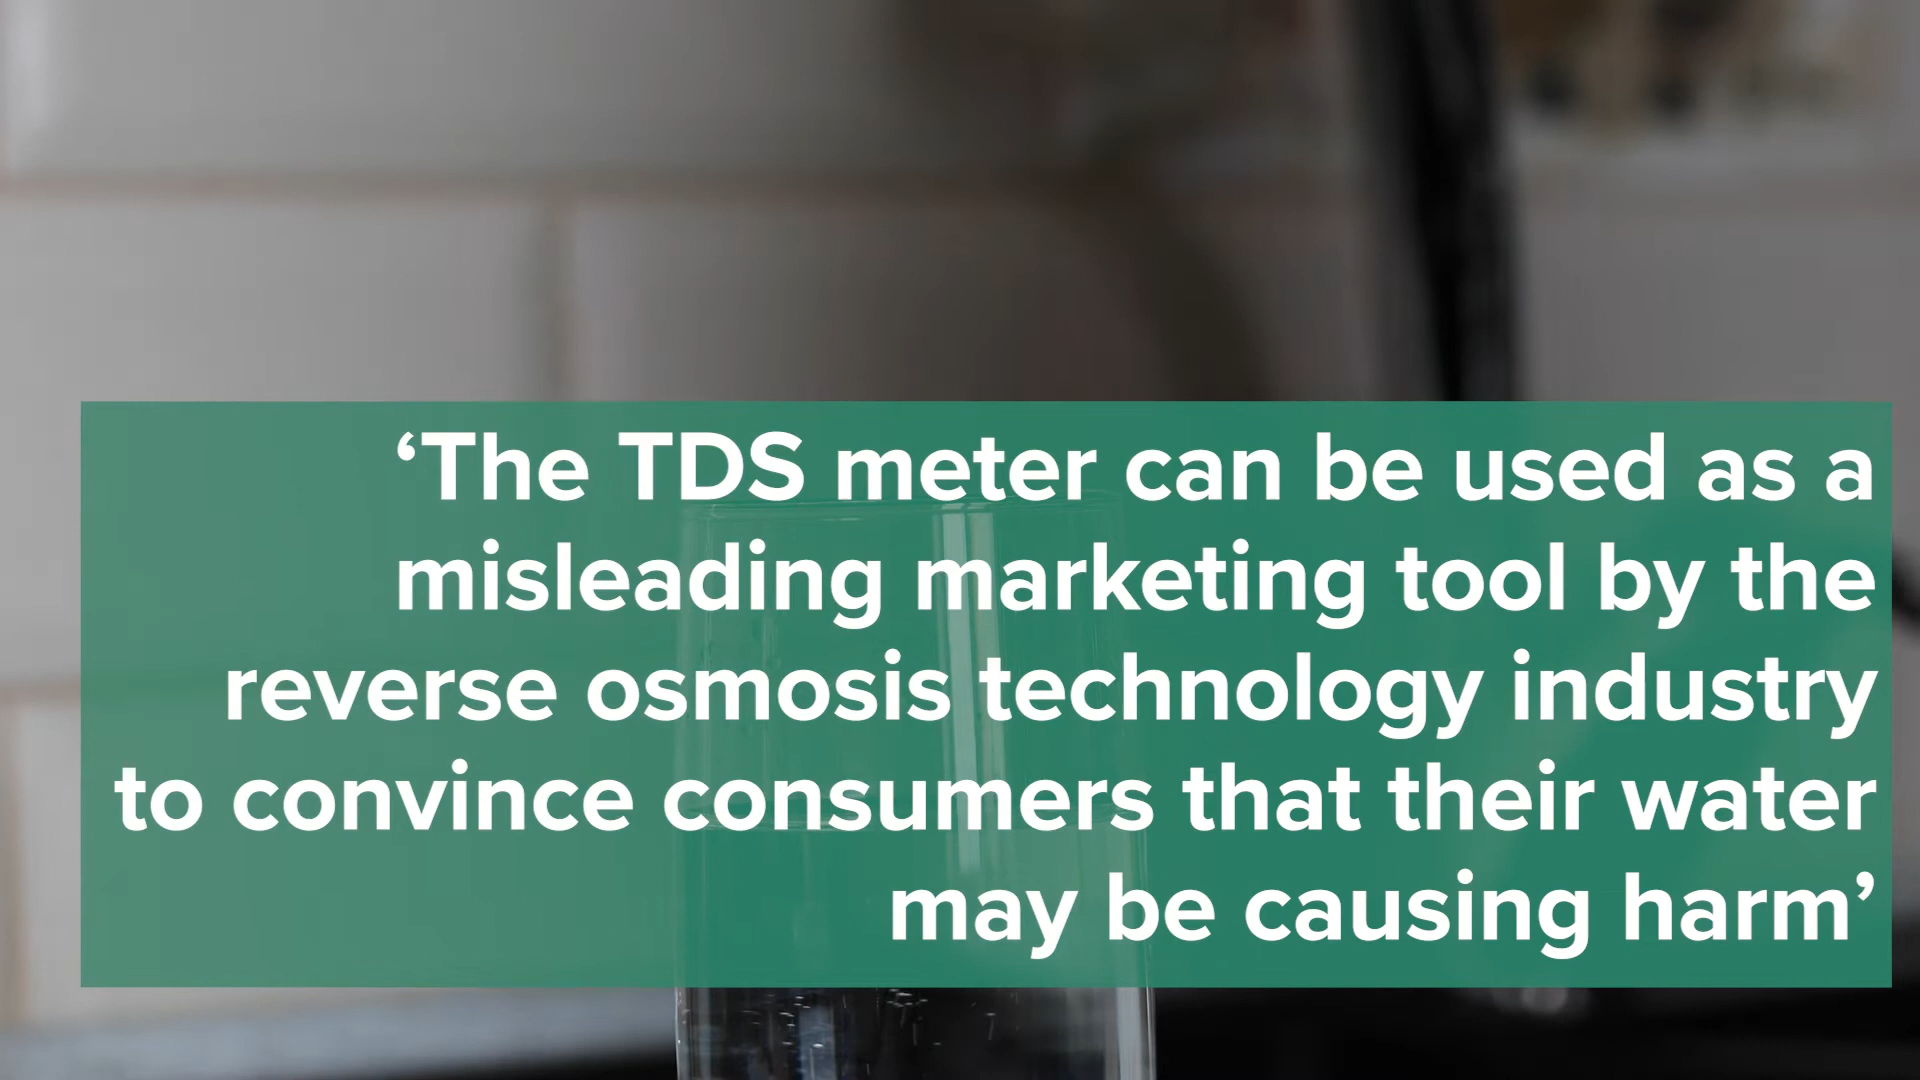 ‘The TDS meter can be used as a
misleading marketing tool by the
reverse osmosis technology industry
to convince consumers that their water
may be causing harm’